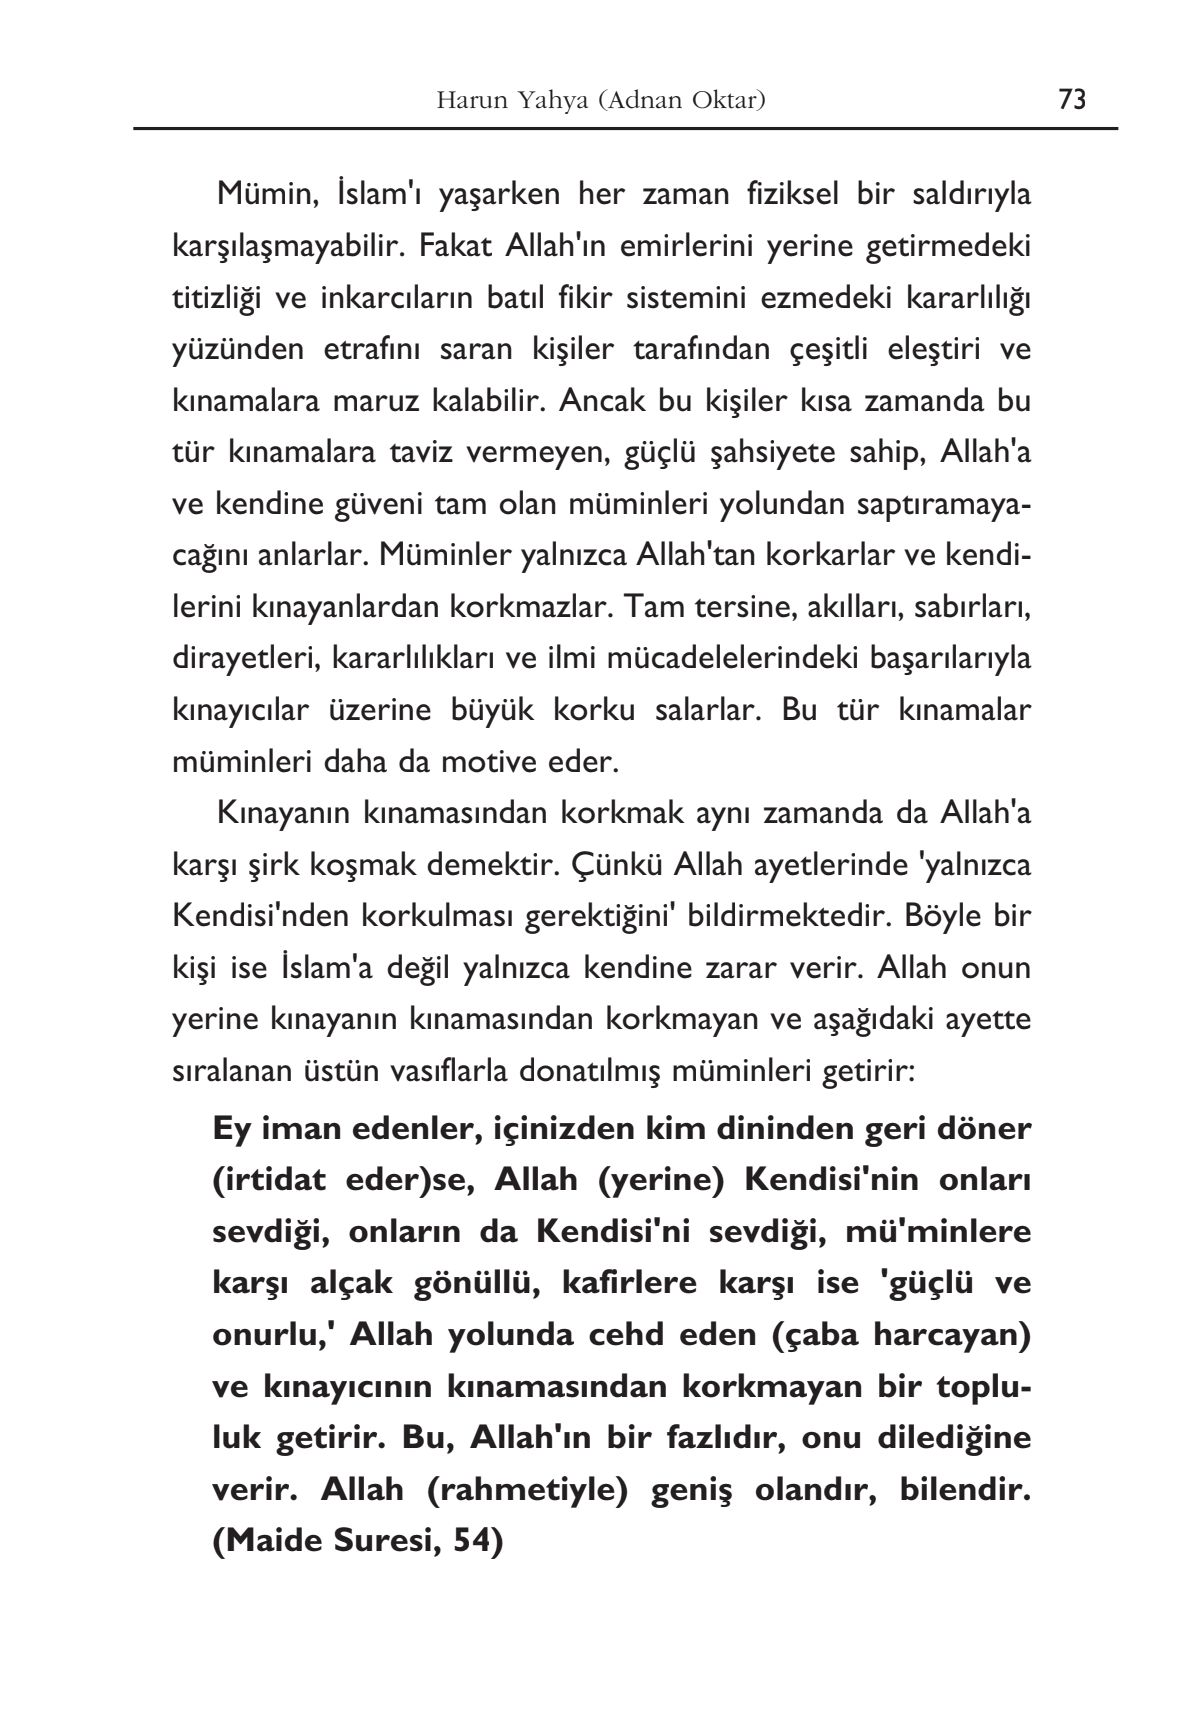 Harun Yahya (Adnan Oktar) 73
Mümin, İslam'ı yaşarken her zaman fiziksel bir saldırıyla
karşılaşmayabilir. Fakat Allah'ın emirlerini yerine getirmedeki
titizliği ve inkarcıların batıl fikir sistemini ezmedeki kararlılığı
yüzünden etrafını saran kişiler tarafından çeşitli eleştiri ve
kınamalara maruz kalabilir. Ancak bu kişiler kısa zamanda bu
tür kınamalara taviz vermeyen, güçlü şahsiyete sahip, Allah'a
ve kendine güveni tam olan müminleri yolundan saptıramaya-
cağını anlarlar. Müminler yalnızca Allah'tan korkarlar ve kendi-
lerini kınayanlardan korkmazlar. Tam tersine, akılları, sabırları,
dirayetleri, kararlılıkları ve ilmi mücadelelerindeki başarılarıyla
kınayıcılar üzerine büyük korku salarlar. Bu tür kınamalar
müminleri daha da motive eder.
Kınayanın kınamasından korkmak aynı zamanda da Allah'a
karşı şirk koşmak demektir. Çünkü Allah ayetlerinde 'yalnızca
Kendisi'nden korkulması gerektiğini' bildirmektedir. Böyle bir
kişi ise İslam'a değil yalnızca kendine zarar verir. Allah onun
yerine kınayanın kınamasından korkmayan ve aşağıdaki ayette
sıralanan üstün vasıflarla donatılmış müminleri getirir:
Ey iman edenler, içinizden kim dininden geri döner
(irtidat eder)se, Allah (yerine) Kendisi'nin onları
sevdiği, onların da Kendisi'ni sevdiği, mü'minlere
karşı alçak gönüllü, kafirlere karşı ise 'güçlü ve
onurlu,' Allah yolunda cehd eden (çaba harcayan)
ve kınayıcının kınamasından korkmayan bir toplu-
luk getirir. Bu, Allah'ın bir fazlıdır, onu dilediğine
verir. Allah (rahmetiyle) geniş olandır, bilendir.
(Maide Suresi, 54)